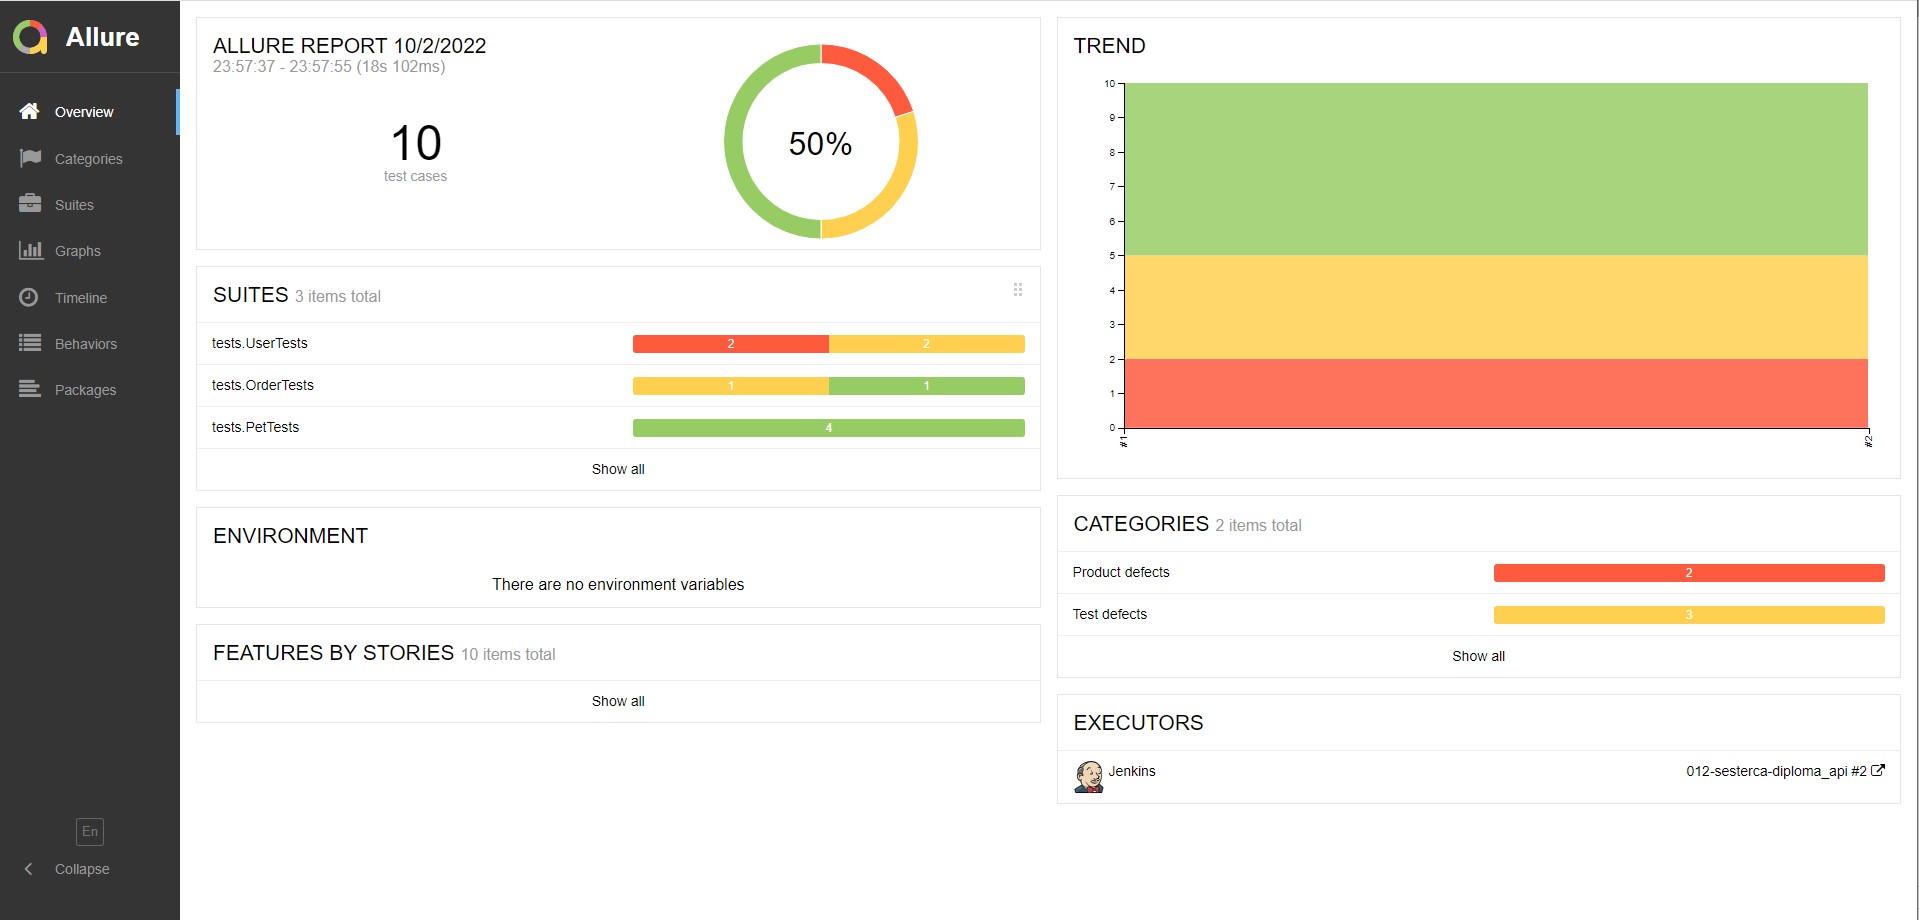 Allure
Overview
Categories
Suites
Graphs
Timeline
Behaviors
Packages
En
Collapse
ALLURE REPORT 10/2/2022
23:57:37 - 23:57:55 (18s 102ms)
10
test cases
50%
SUITES 3 items total
tests.UserTests 2 2
tests.OrderTests 1 1
tests.PetTests 4
Show all
ENVIRONMENT
There are no environment variables
FEATURES BY STORIES 10 items total
Show all
TREND
10
9
8
7
6
5
4
3
2
1
0
#1 #2
CATEGORIES 2 items total
Product defects 2
Test defects 3
Show all
EXECUTORS
Jenkins 012-sesterca-diploma_api #2